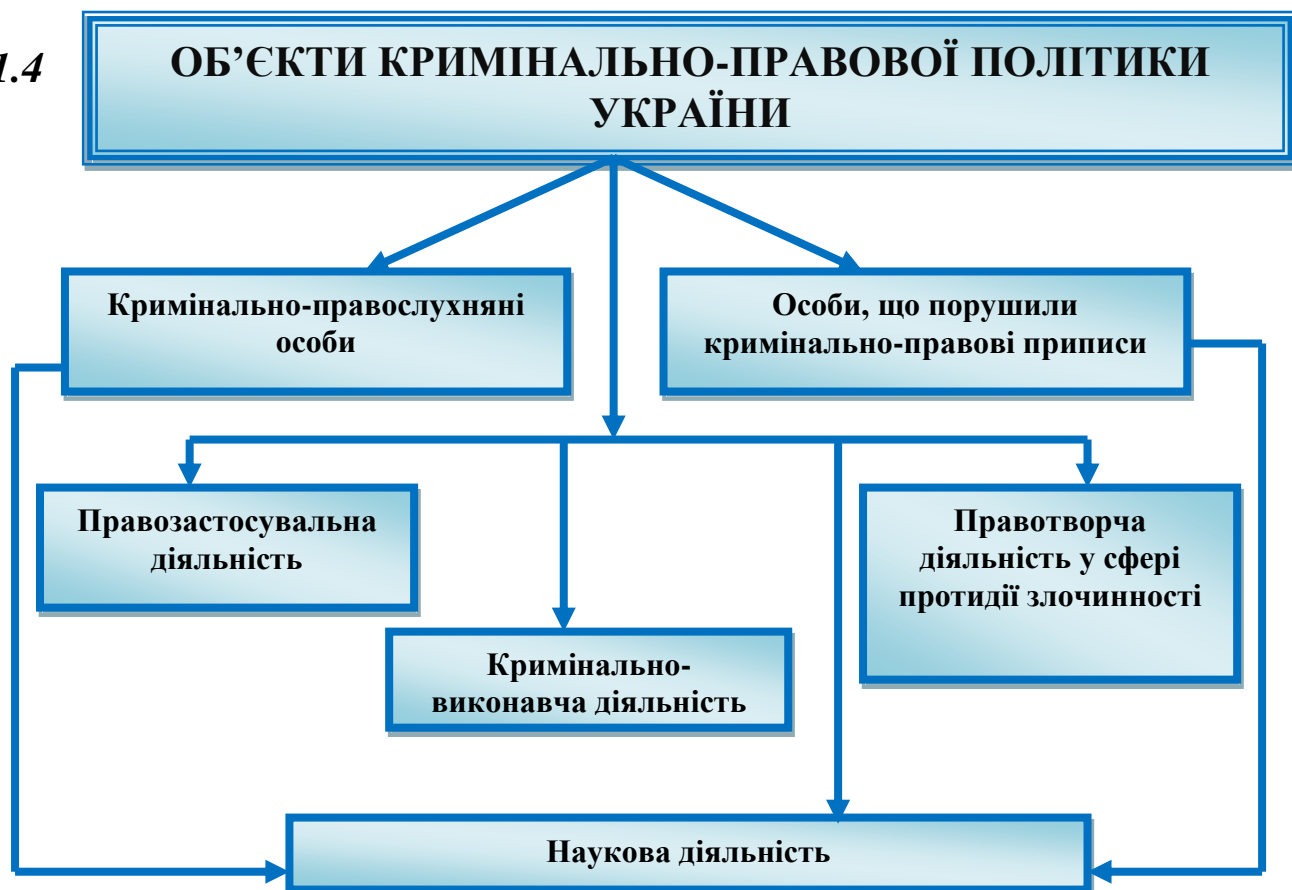 1.4
ОБ’ЄКТИ КРИМІНАЛЬНО-ПРАВОВОЇ ПОЛІТИКИ
УКРАЇНИ
Кримінально-правослухняні
особи
Особи, що порушили
кримінально-правові приписи
Правозастосувальна
діяльність
Кримінально-
виконавча діяльність
Правотворча
діяльність у сфері
протидії злочинності
Наукова діяльність